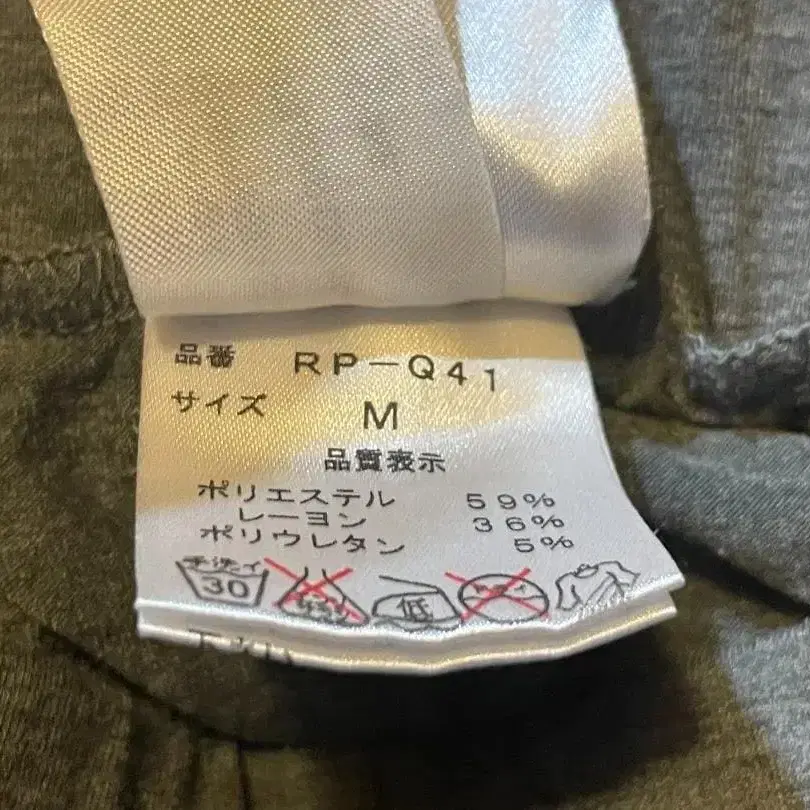 品番 RP-Q41
サイズ M
品質表示
ポリエステル 59%
レーヨン 36%
ポリウレタン 5%
手洗イ
30
低